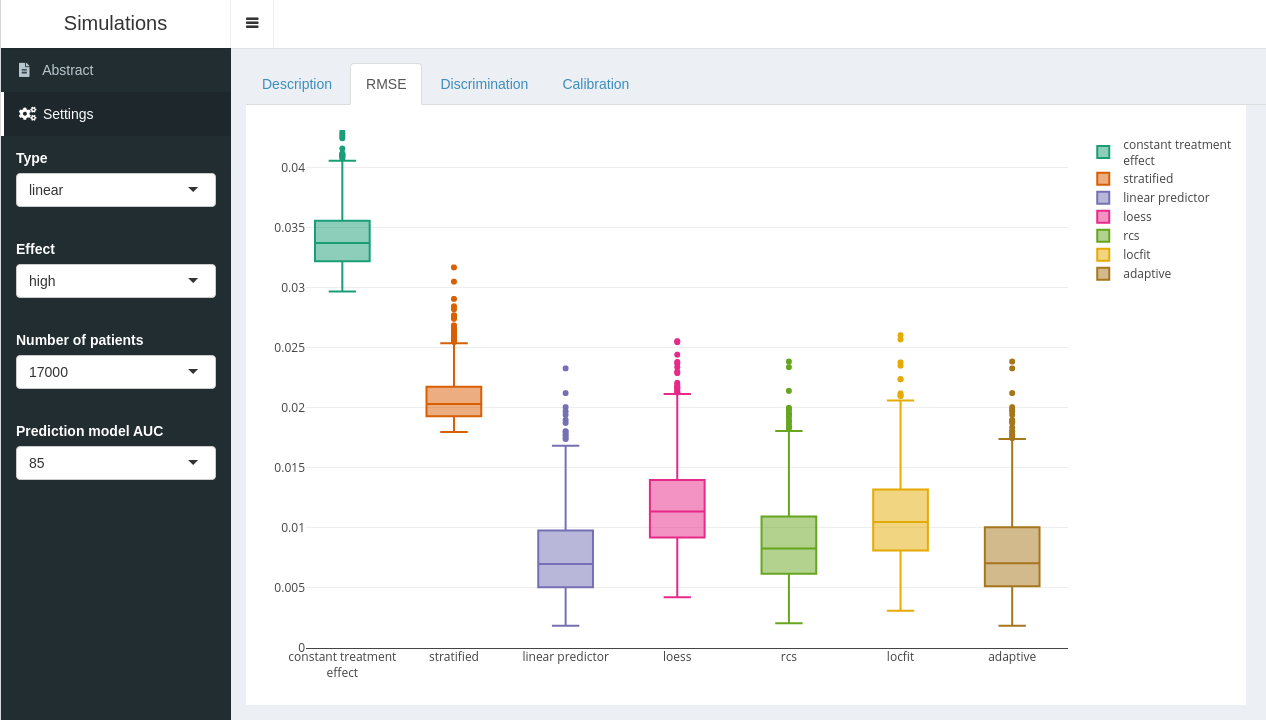 Simulations
Abstract
Settings
Type
linear
Effect
high
Number of patients
17000
Prediction model AUC
85
Description
RMSE
Discrimination
Calibration
0.04
0.035
0.03
0.025
0.02
0.015
0.01
0.005
0
constant treatment
effect
stratified
linear predictor
loess
rcs
locfit
adaptive
constant treatment
effect
stratified
linear predictor
loess
rcs
locfit
adaptive